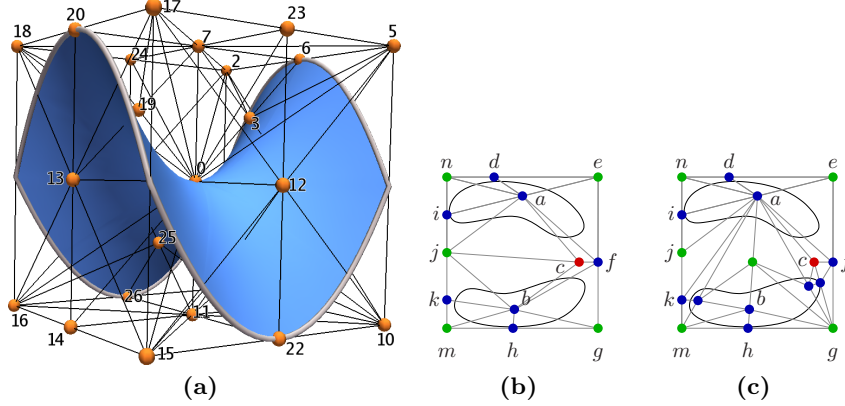 17
18 20 23 5
24 7 2 6
19 3
0
13 12
25
26 11
16 14 15 22 10
n d e
i a
j c f
k b
m h g
n d e
i a
j c
k b
m h g
(a) (b) (c)